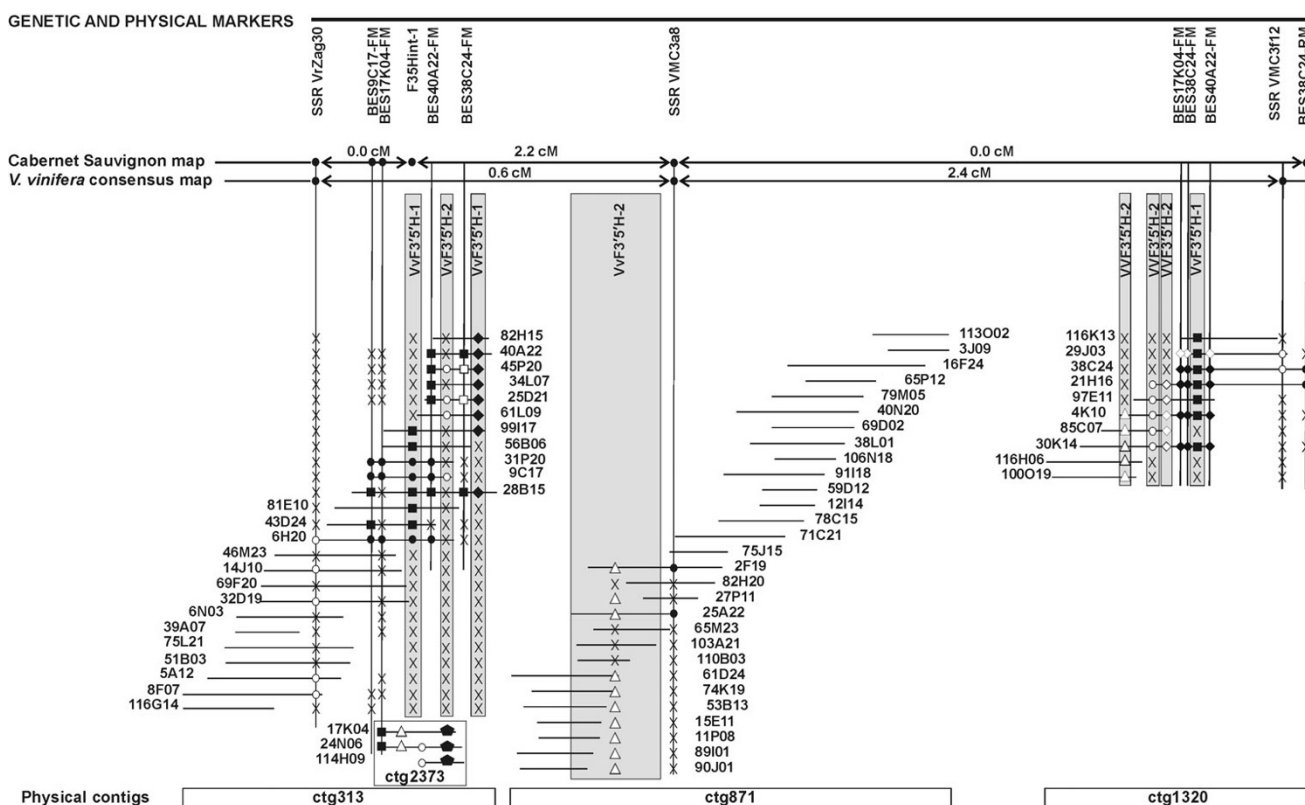 GENETIC AND PHYSICAL MARKERS
SSR VrZag30
BES9C17-FM
BES17K04-FM
F35Hint-1
BES40A22-FM
BES38C24-FM
SSR VMC3a8
BES17K04-FM
BES38C24-FM
BES40A22-FM
SSR VMC3f12
BES38C24-RM
Cabernet Sauvignon map
0.0 cM
2.2 cM
0.0 cM
V. vinifera consensus map
0.6 cM
2.4 cM
VvF3'5'H-1
VvF3'5'H-2
VvF3'5'H-1
VvF3'5'H-2
VVF3'5'H-2
VvF3'5'H-2
VVF3'5'H-2
VvF3'5'H-1
82H15
40A22
45P20
34L07
25D21
61L09
99I17
56B06
31P20
9C17
28B15
81E10
43D24
6H20
46M23
14J10
69F20
32D19
6N03
39A07
75L21
51B03
5A12
8F07
116G14
17K04
24N06
114H09
ctg2373
113O02
3J09
16F24
65P12
79M05
40N20
69D02
38L01
106N18
91I18
59D12
12I14
78C15
71C21
75J15
2F19
82H20
27P11
25A22
65M23
103A21
110B03
61D24
74K19
53B13
15E11
11P08
89I01
90J01
116K13
29J03
38C24
21H16
97E11
4K10
85C07
30K14
116H06
100O19
Physical contigs
ctg313
ctg871
ctg1320